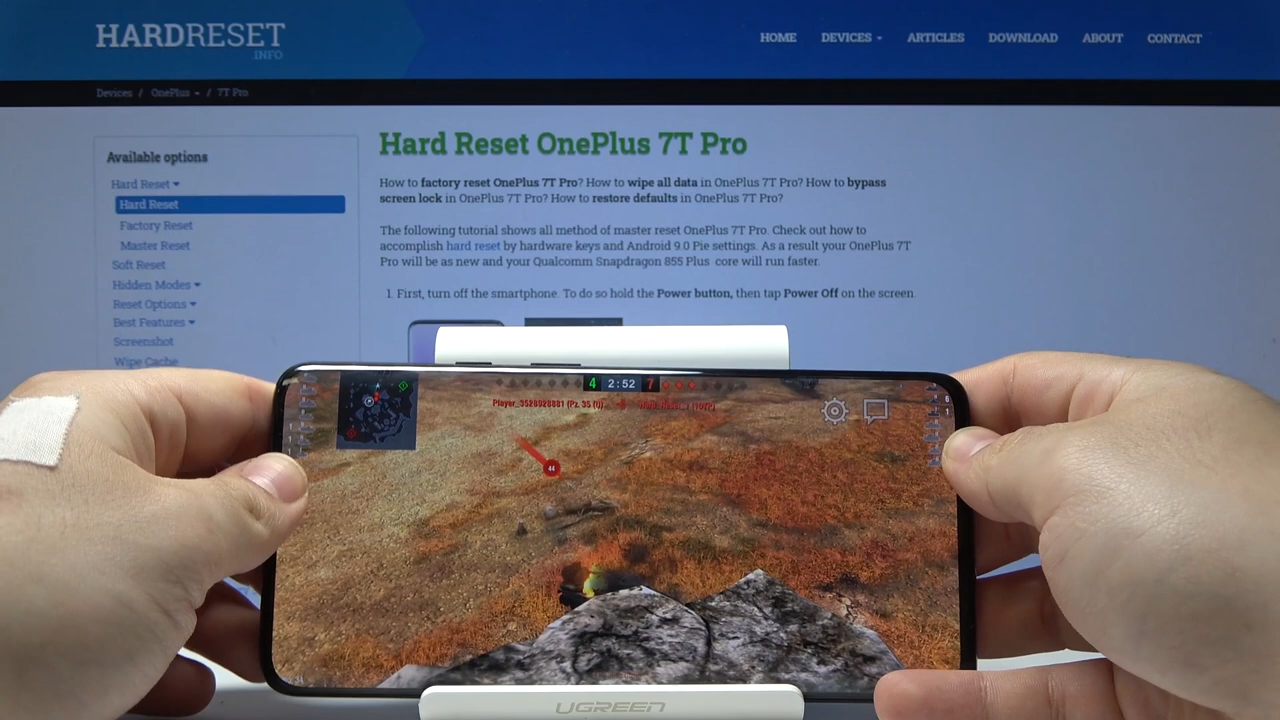 HARDRESET
.INFO
HOME DEVICES ARTICLES DOWNLOAD ABOUT CONTACT
Devices / OnePlus / 7T Pro
Available options
Hard Reset
Hard Reset
Factory Reset
Master Reset
Soft Reset
Hidden Modes
Reset Options
Best Features
Screenshot
Wipe Cache
Hard Reset OnePlus 7T Pro
How to factory reset OnePlus 7T Pro? How to wipe all data in OnePlus 7T Pro? How to bypass
screen lock in OnePlus 7T Pro? How to restore defaults in OnePlus 7T Pro?
The following tutorial shows all method of master reset OnePlus 7T Pro. Check out how to
accomplish hard reset by hardware keys and Android 9.0 Pie settings. As a result your OnePlus 7T
Pro will be as new and your Qualcomm Snapdragon 855 Plus core will run faster.
1. First, turn off the smartphone. To do so hold the Power button, then tap Power Off on the screen.
4 2:52 7
Player_3528928881 (Pz. 35 (t))...
44
6
1
UGREEN